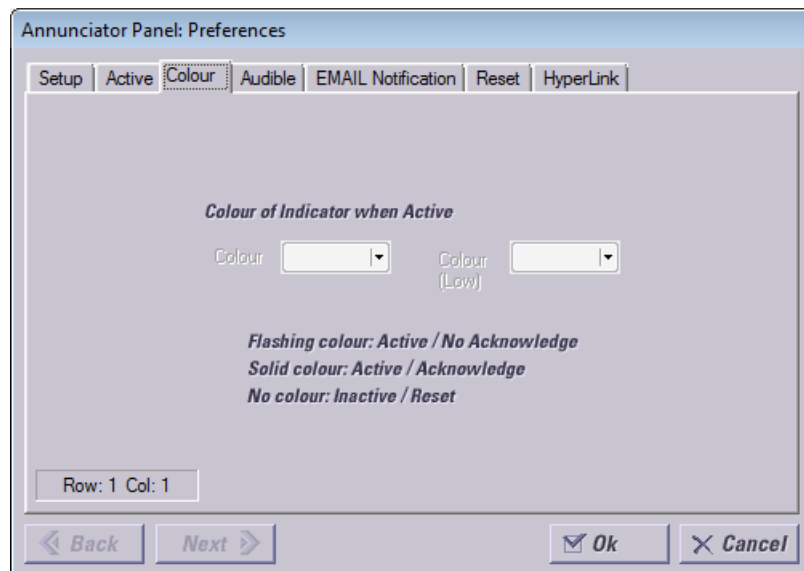 Annunciator Panel: Preferences
Setup Active Colour Audible EMAIL Notification Reset HyperLink
Colour of Indicator when Active
Colour Colour
(Low)
Flashing colour: Active / No Acknowledge
Solid colour: Active / Acknowledge
No colour: Inactive / Reset
Row: 1 Col: 1
Back Next Ok Cancel